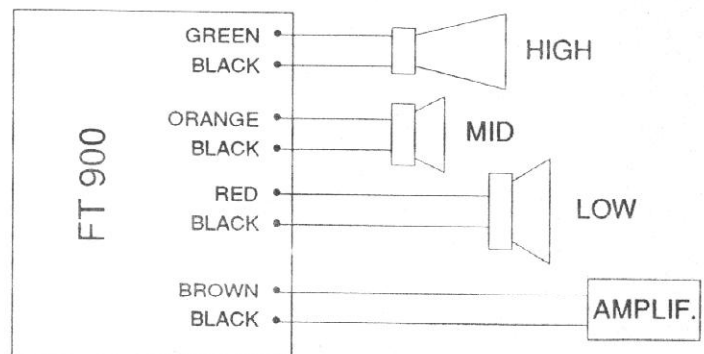 GREEN
BLACK
HIGH
ORANGE
BLACK
MID
FT 900
RED
BLACK
LOW
BROWN
BLACK
AMPLIF.